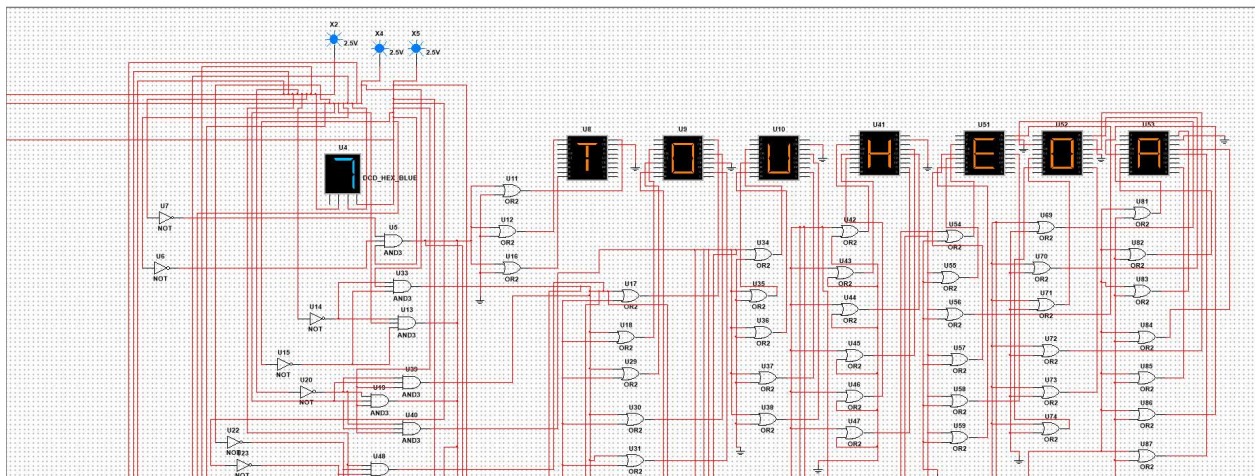 X2
2.5V
X4
2.5V
X5
2.5V
U4
7
DCD_HEX_BLUE
U8
T
U9
O
U10
U
U41
H
U51
E
U52
O
U53
A
U7
NOT
U6
NOT
U5
AND3
U11
OR2
U12
OR2
U16
OR2
U33
AND3
U14
NOT
U13
AND3
U15
NOT
U20
NOT
U39
AND3
U19
AND3
U40
AND3
U22
NOT
U23
U48
AND3
U17
OR2
U18
OR2
U29
OR2
U30
OR2
U31
OR2
U34
OR2
U35
OR2
U36
OR2
U37
OR2
U38
OR2
U42
OR2
U43
OR2
U44
OR2
U45
OR2
U46
OR2
U47
OR2
U54
OR2
U55
OR2
U56
OR2
U57
OR2
U58
OR2
U59
OR2
U69
OR2
U70
OR2
U71
OR2
U72
OR2
U73
OR2
U74
OR2
U81
OR2
U82
OR2
U83
OR2
U84
OR2
U85
OR2
U86
OR2
U87
OR2